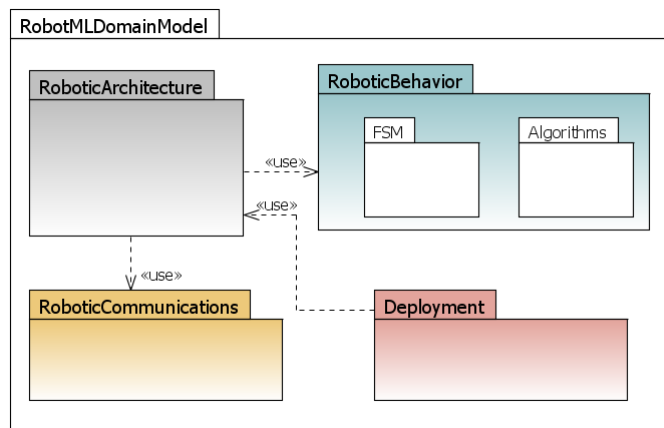 RobotMLDomainModel
RoboticArchitecture
RoboticBehavior
FSM
Algorithms
«use»
«use»
«use»
RoboticCommunications
Deployment